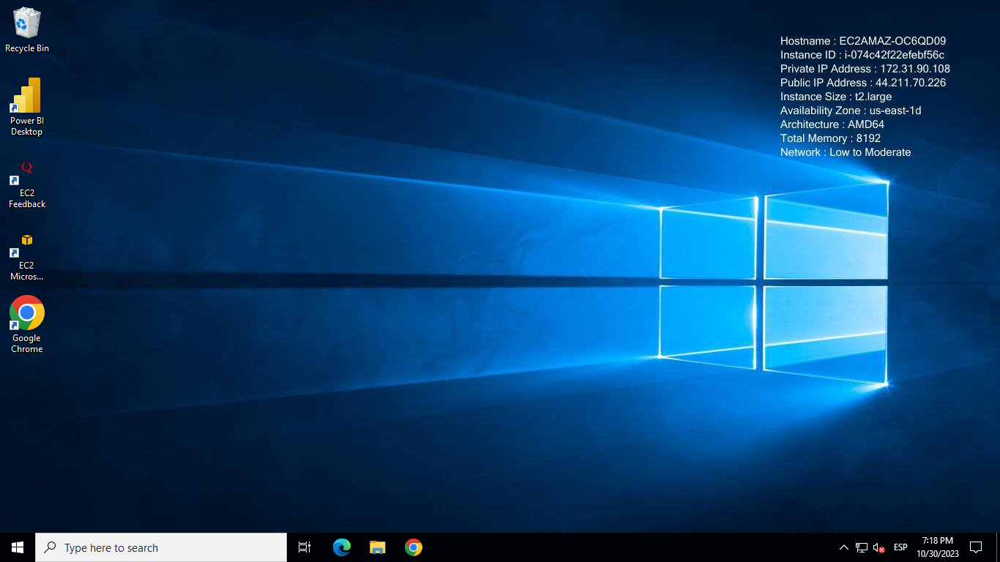 Recycle Bin
Power BI
Desktop
EC2
Feedback
EC2
Micros...
Google
Chrome
Hostname : EC2AMAZ-OC6QD09
Instance ID : i-074c42f22efebf56c
Private IP Address : 172.31.90.108
Public IP Address : 44.211.70.226
Instance Size : t2.large
Availability Zone : us-east-1d
Architecture : AMD64
Total Memory : 8192
Network : Low to Moderate
Type here to search
ESP
7:18 PM
10/30/2023